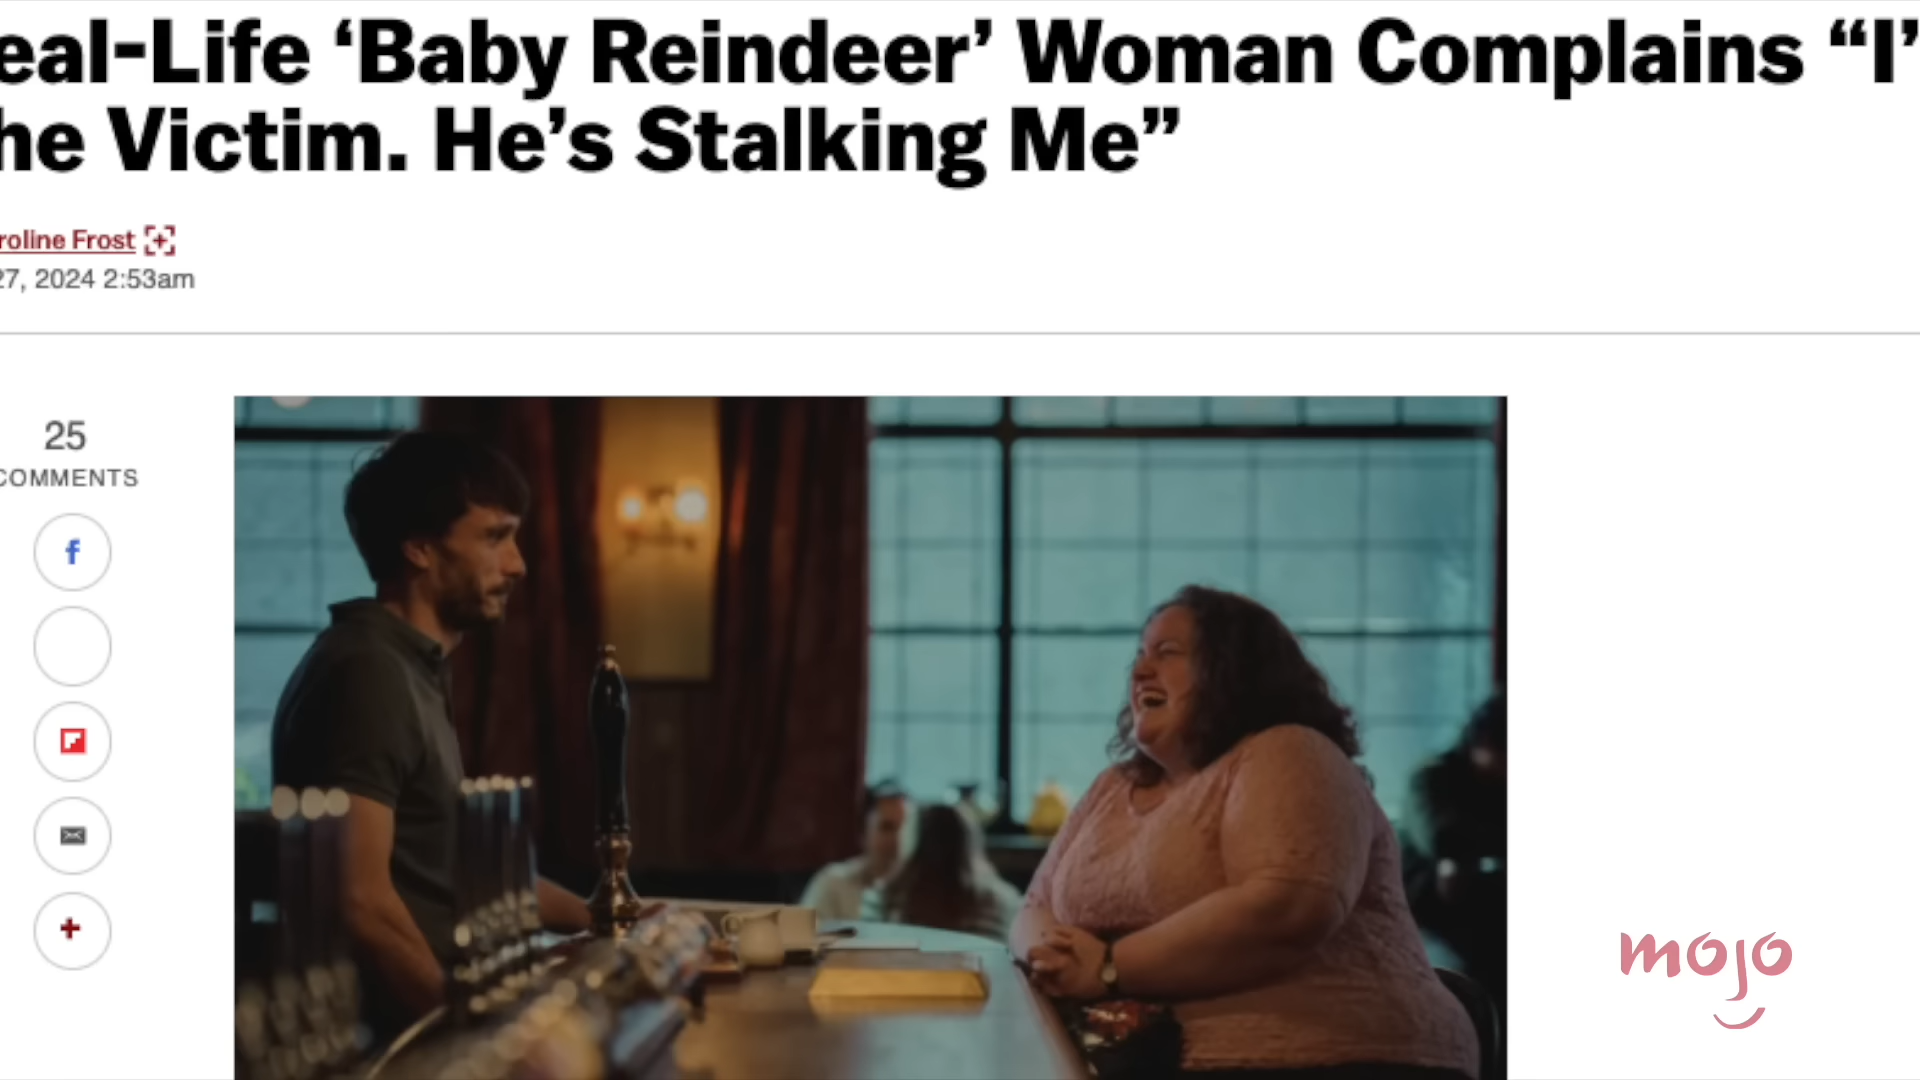 eal-Life ‘Baby Reindeer’ Woman Complains “I’
he Victim. He’s Stalking Me”
roline Frost
27, 2024 2:53am
25
COMMENTS
mojo